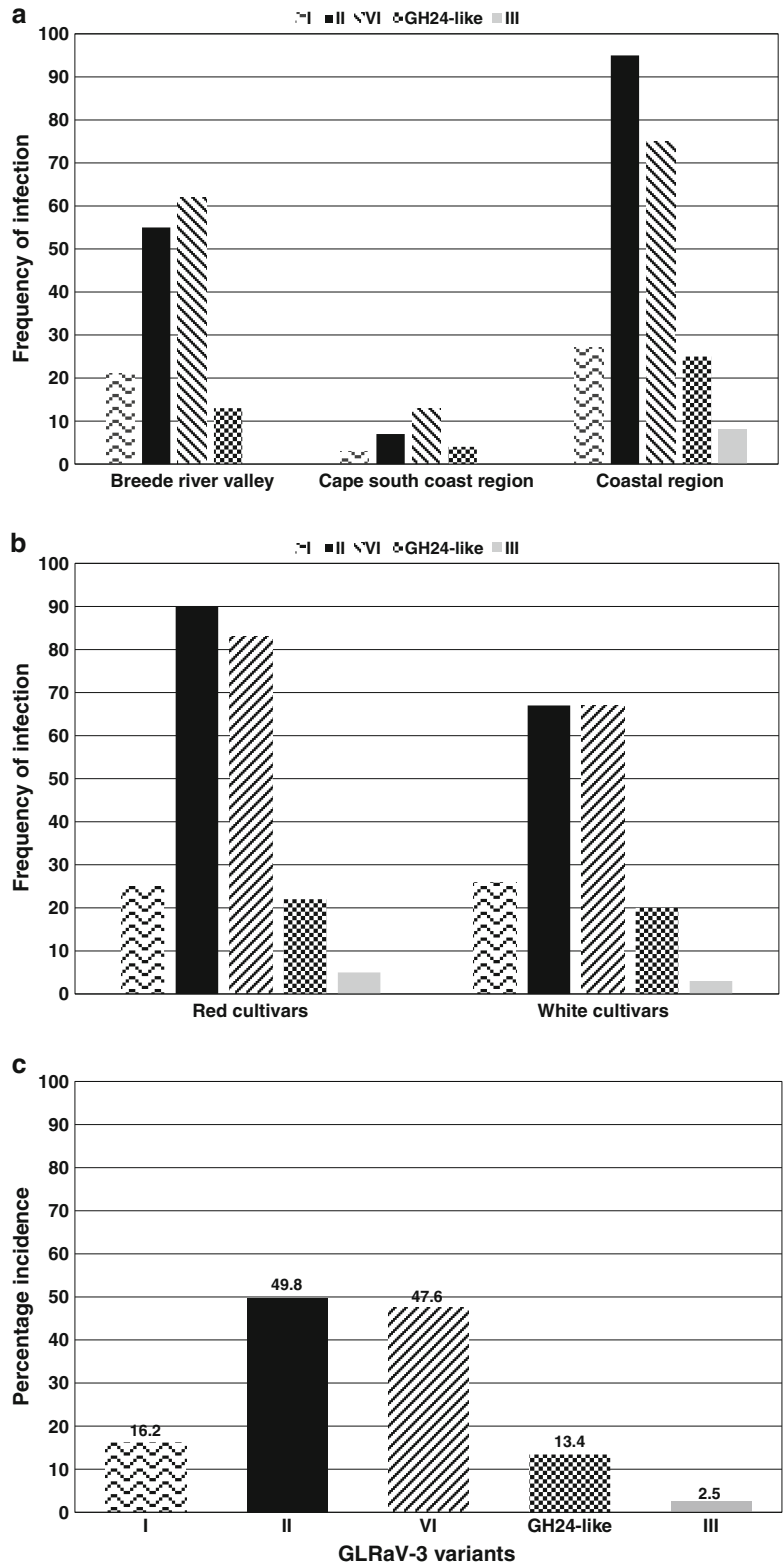 a
I II VI GH24-like III
Frequency of infection
100
90
80
70
60
50
40
30
20
10
0
Breede river valley Cape south coast region Coastal region
b
I II VI GH24-like III
Frequency of infection
100
90
80
70
60
50
40
30
20
10
0
Red cultivars White cultivars
c
Percentage incidence
100
90
80
70
60
50
40
30
20
10
0
16.2 49.8 47.6 13.4 2.5
I II VI GH24-like III
GLRaV-3 variants